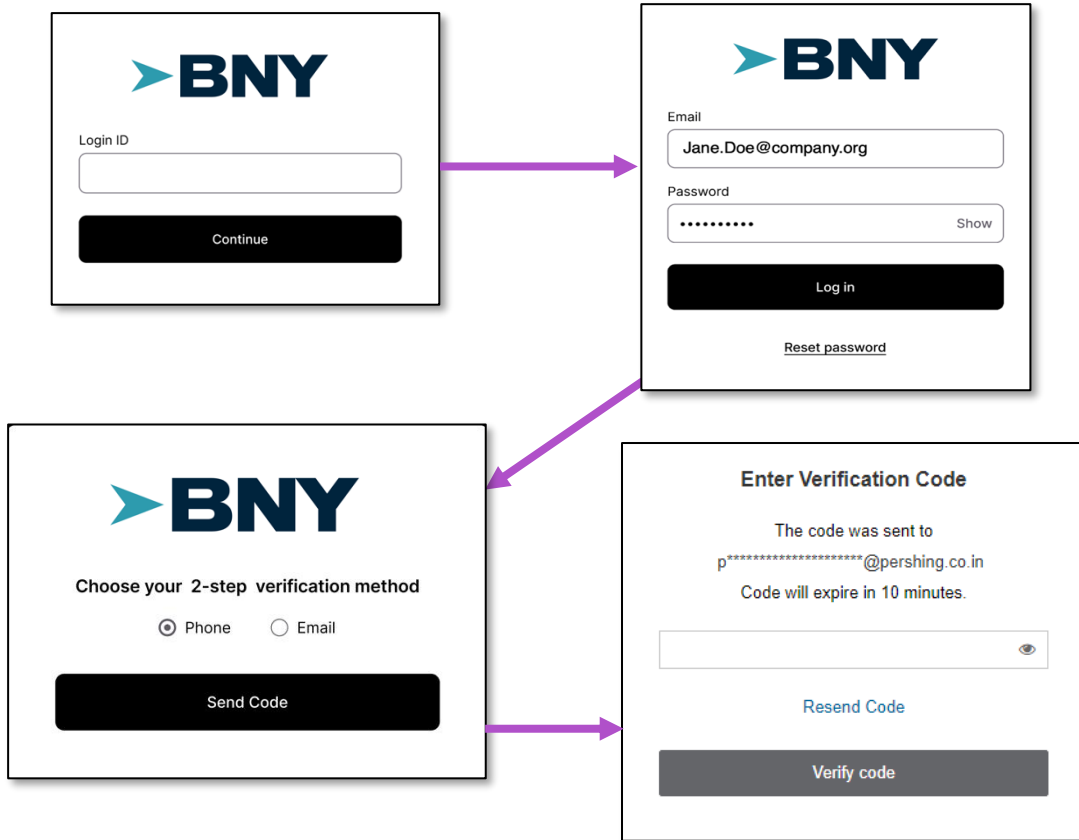 BNY
Login ID
Continue
BNY
Email
Jane.Doe@company.org
Password
••••••••••
Show
Log in
Reset password
BNY
Choose your 2-step verification method
Phone
Email
Send Code
Enter Verification Code
The code was sent to
p*********************@pershing.co.in
Code will expire in 10 minutes.
Resend Code
Verify code